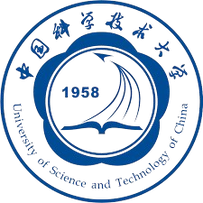 中国科学技术大学
1958
University of Science and Technology of China